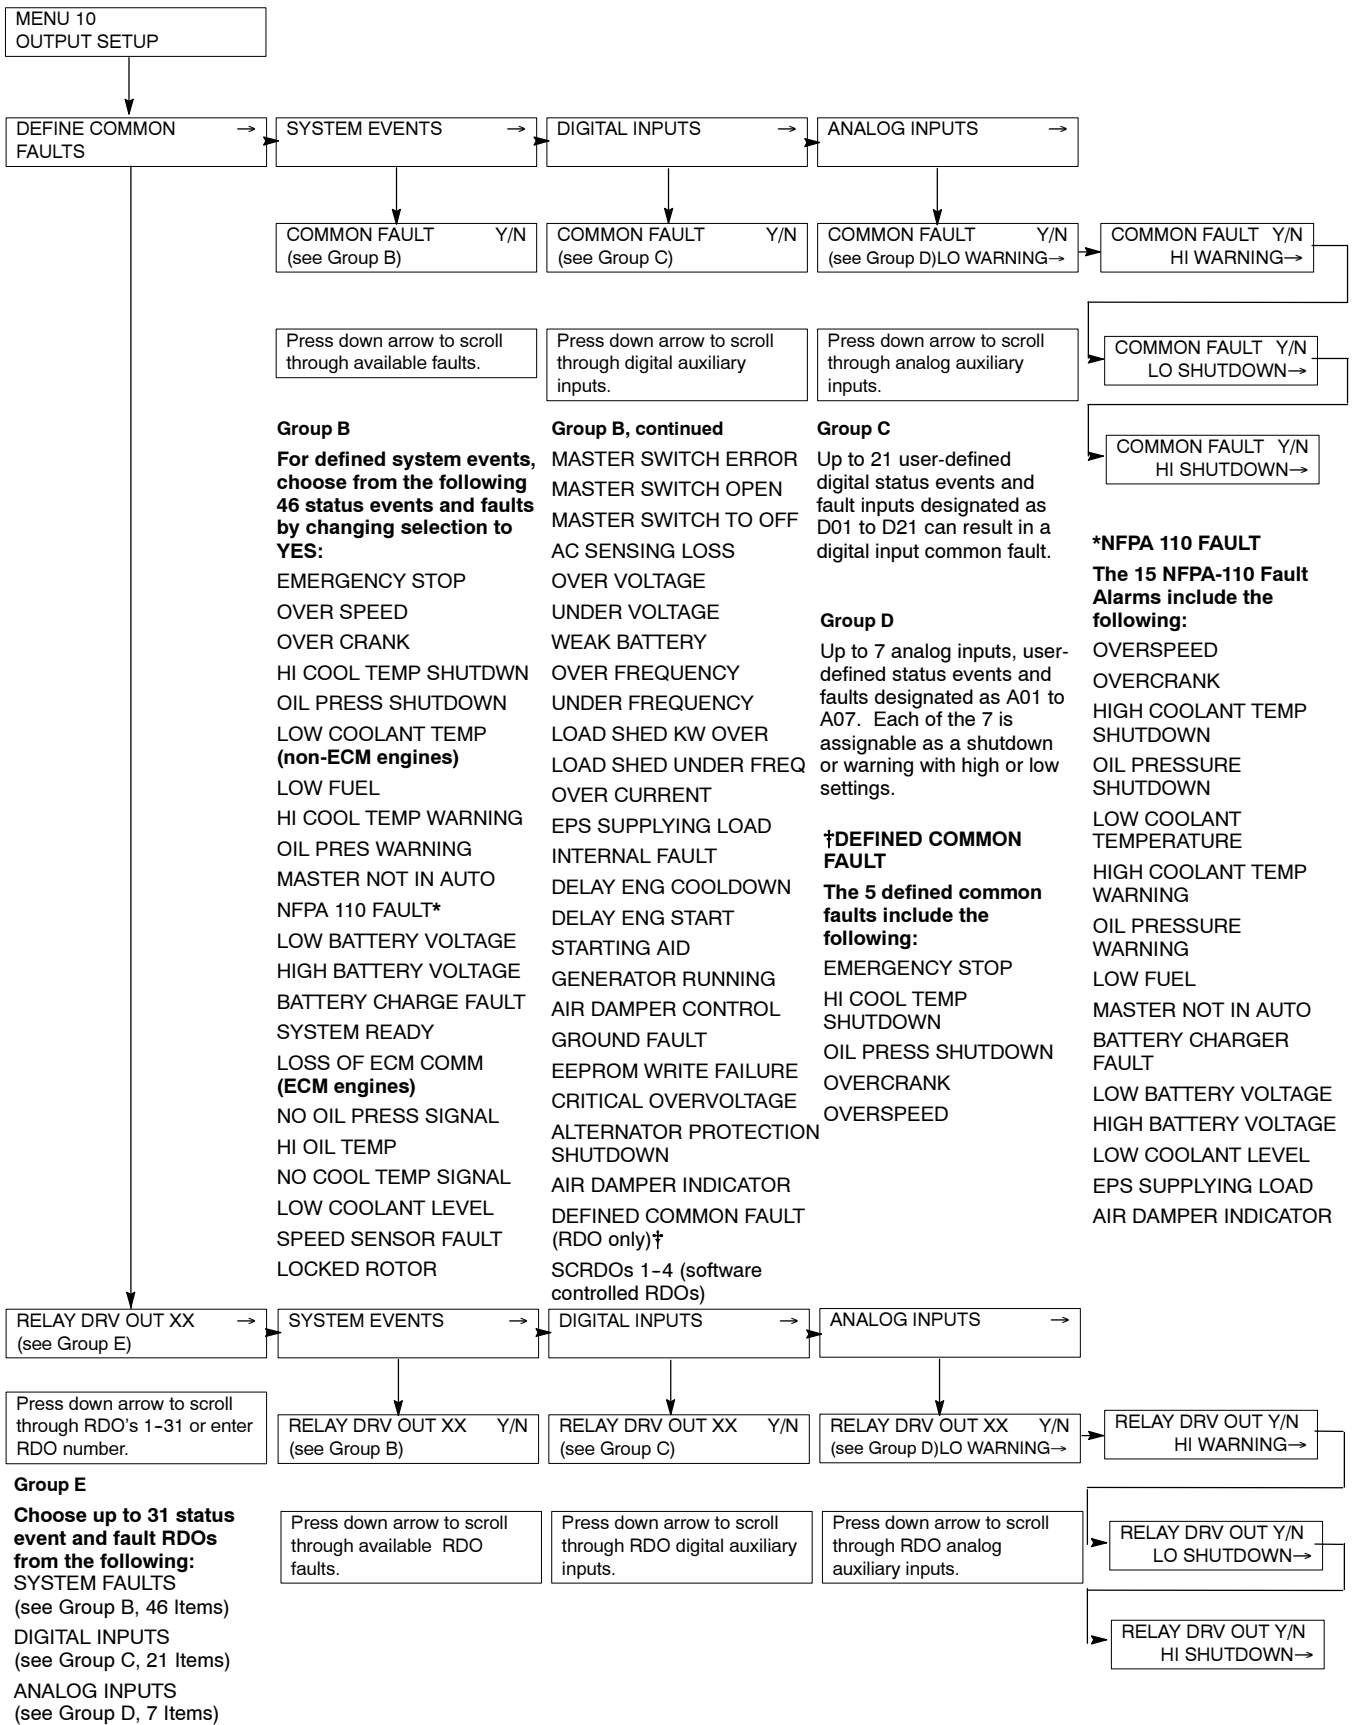 MENU 10
OUTPUT SETUP
DEFINE COMMON →
FAULTS
SYSTEM EVENTS →
DIGITAL INPUTS →
ANALOG INPUTS →
COMMON FAULT Y/N
(see Group B)
COMMON FAULT Y/N
(see Group C)
COMMON FAULT Y/N
(see Group D)LO WARNING→
COMMON FAULT Y/N
HI WARNING→
COMMON FAULT Y/N
LO SHUTDOWN→
COMMON FAULT Y/N
HI SHUTDOWN→
Press down arrow to scroll
through available faults.
Press down arrow to scroll
through digital auxiliary
inputs.
Press down arrow to scroll
through analog auxiliary
inputs.
Group B
For defined system events,
choose from the following
46 status events and faults
by changing selection to
YES:
EMERGENCY STOP
OVER SPEED
OVER CRANK
HI COOL TEMP SHUTDWN
OIL PRESS SHUTDOWN
LOW COOLANT TEMP
(non-ECM engines)
LOW FUEL
HI COOL TEMP WARNING
OIL PRES WARNING
MASTER NOT IN AUTO
NFPA 110 FAULT*
LOW BATTERY VOLTAGE
HIGH BATTERY VOLTAGE
BATTERY CHARGE FAULT
SYSTEM READY
LOSS OF ECM COMM
(ECM engines)
NO OIL PRESS SIGNAL
HI OIL TEMP
NO COOL TEMP SIGNAL
LOW COOLANT LEVEL
SPEED SENSOR FAULT
LOCKED ROTOR
Group B, continued
MASTER SWITCH ERROR
MASTER SWITCH OPEN
MASTER SWITCH TO OFF
AC SENSING LOSS
OVER VOLTAGE
UNDER VOLTAGE
WEAK BATTERY
OVER FREQUENCY
UNDER FREQUENCY
LOAD SHED KW OVER
LOAD SHED UNDER FREQ
OVER CURRENT
EPS SUPPLYING LOAD
INTERNAL FAULT
DELAY ENG COOLDOWN
DELAY ENG START
STARTING AID
GENERATOR RUNNING
AIR DAMPER CONTROL
GROUND FAULT
EEPROM WRITE FAILURE
CRITICAL OVERVOLTAGE
ALTERNATOR PROTECTION
SHUTDOWN
AIR DAMPER INDICATOR
DEFINED COMMON FAULT
(RDO only)†
SCRDOs 1-4 (software
controlled RDOs)
Group C
Up to 21 user-defined
digital status events and
fault inputs designated as
D01 to D21 can result in a
digital input common fault.
Group D
Up to 7 analog inputs, user-
defined status events and
faults designated as A01 to
A07. Each of the 7 is
assignable as a shutdown
or warning with high or low
settings.
†DEFINED COMMON
FAULT
The 5 defined common
faults include the
following:
EMERGENCY STOP
HI COOL TEMP
SHUTDOWN
OIL PRESS SHUTDOWN
OVERCRANK
OVERSPEED
*NFPA 110 FAULT
The 15 NFPA-110 Fault
Alarms include the
following:
OVERSPEED
OVERCRANK
HIGH COOLANT TEMP
SHUTDOWN
OIL PRESSURE
SHUTDOWN
LOW COOLANT
TEMPERATURE
HIGH COOLANT TEMP
WARNING
OIL PRESSURE
WARNING
LOW FUEL
MASTER NOT IN AUTO
BATTERY CHARGER
FAULT
LOW BATTERY VOLTAGE
HIGH BATTERY VOLTAGE
LOW COOLANT LEVEL
EPS SUPPLYING LOAD
AIR DAMPER INDICATOR
RELAY DRV OUT XX →
(see Group E)
SYSTEM EVENTS →
DIGITAL INPUTS →
ANALOG INPUTS →
Press down arrow to scroll
through RDO's 1-31 or enter
RDO number.
RELAY DRV OUT XX Y/N
(see Group B)
RELAY DRV OUT XX Y/N
(see Group C)
RELAY DRV OUT XX Y/N
(see Group D)LO WARNING→
RELAY DRV OUT Y/N
HI WARNING→
RELAY DRV OUT Y/N
LO SHUTDOWN→
RELAY DRV OUT Y/N
HI SHUTDOWN→
Group E
Choose up to 31 status
event and fault RDOs
from the following:
SYSTEM FAULTS
(see Group B, 46 Items)
DIGITAL INPUTS
(see Group C, 21 Items)
ANALOG INPUTS
(see Group D, 7 Items)
Press down arrow to scroll
through available RDO
faults.
Press down arrow to scroll
through RDO digital auxiliary
inputs.
Press down arrow to scroll
through RDO analog
auxiliary inputs.